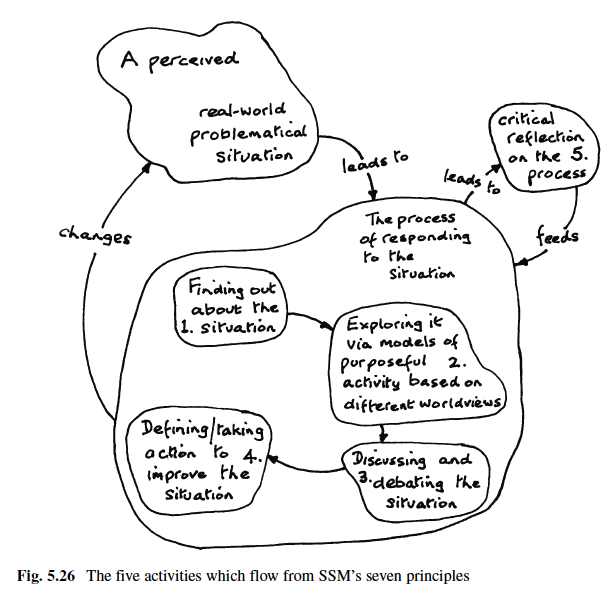 A perceived
real-world
problematical
situation
leads to
critical
reflection
on the 5.
process
leads to
feeds
changes
The process
of responding
to the
situation
Finding out
about the
1. situation
Exploring it
via models of
purposeful 2.
activity based on
different worldviews
Discussing and
3. debating the
situation
Defining/taking
action to 4.
improve the
situation
Fig. 5.26 The five activities which flow from SSM's seven principles